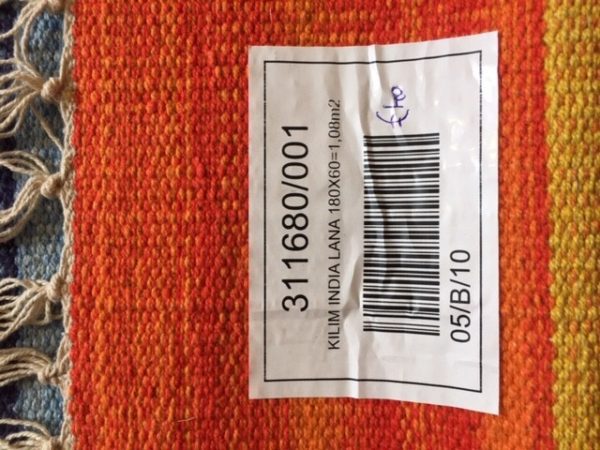 311680/001
KILIM INDIA LANA 180X60=1,08m2
£40
05/B/10